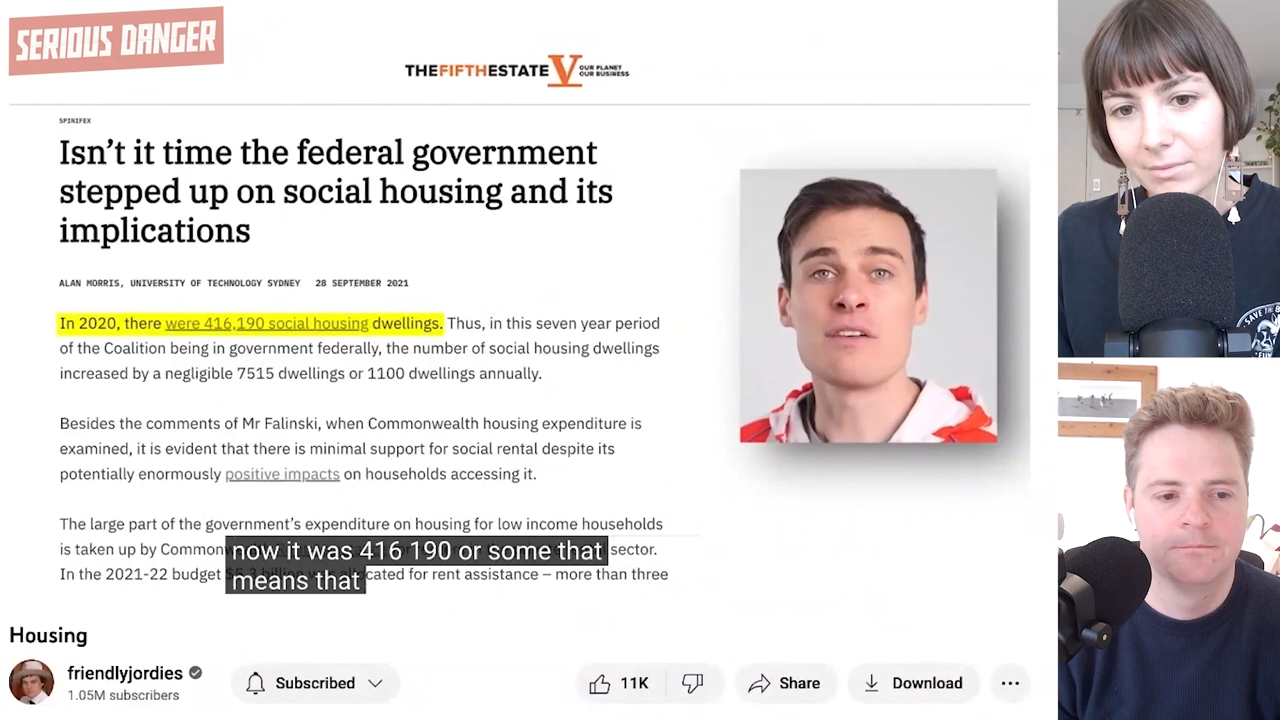 SERIOUS DANGER
THEFIFTHESTATE V OUR PLANET
OUR BUSINESS
SPINIFEX
Isn’t it time the federal government
stepped up on social housing and its
implications
ALAN MORRIS, UNIVERSITY OF TECHNOLOGY SYDNEY 28 SEPTEMBER 2021
In 2020, there were 416,190 social housing dwellings. Thus, in this seven year period
of the Coalition being in government federally, the number of social housing dwellings
increased by a negligible 7515 dwellings or 1100 dwellings annually.
Besides the comments of Mr Falinski, when Commonwealth housing expenditure is
examined, it is evident that there is minimal support for social rental despite its
potentially enormously positive impacts on households accessing it.
The large part of the government’s expenditure on housing for low income households
is taken up by sector.
In the 2021-22 budget $5.3 billion was allocated for rent assistance – more than three
now it was 416 190 or some that
means that
SAVE THE
Housing
friendlyjordies
1.05M subscribers
Subscribed
11K
Share
Download